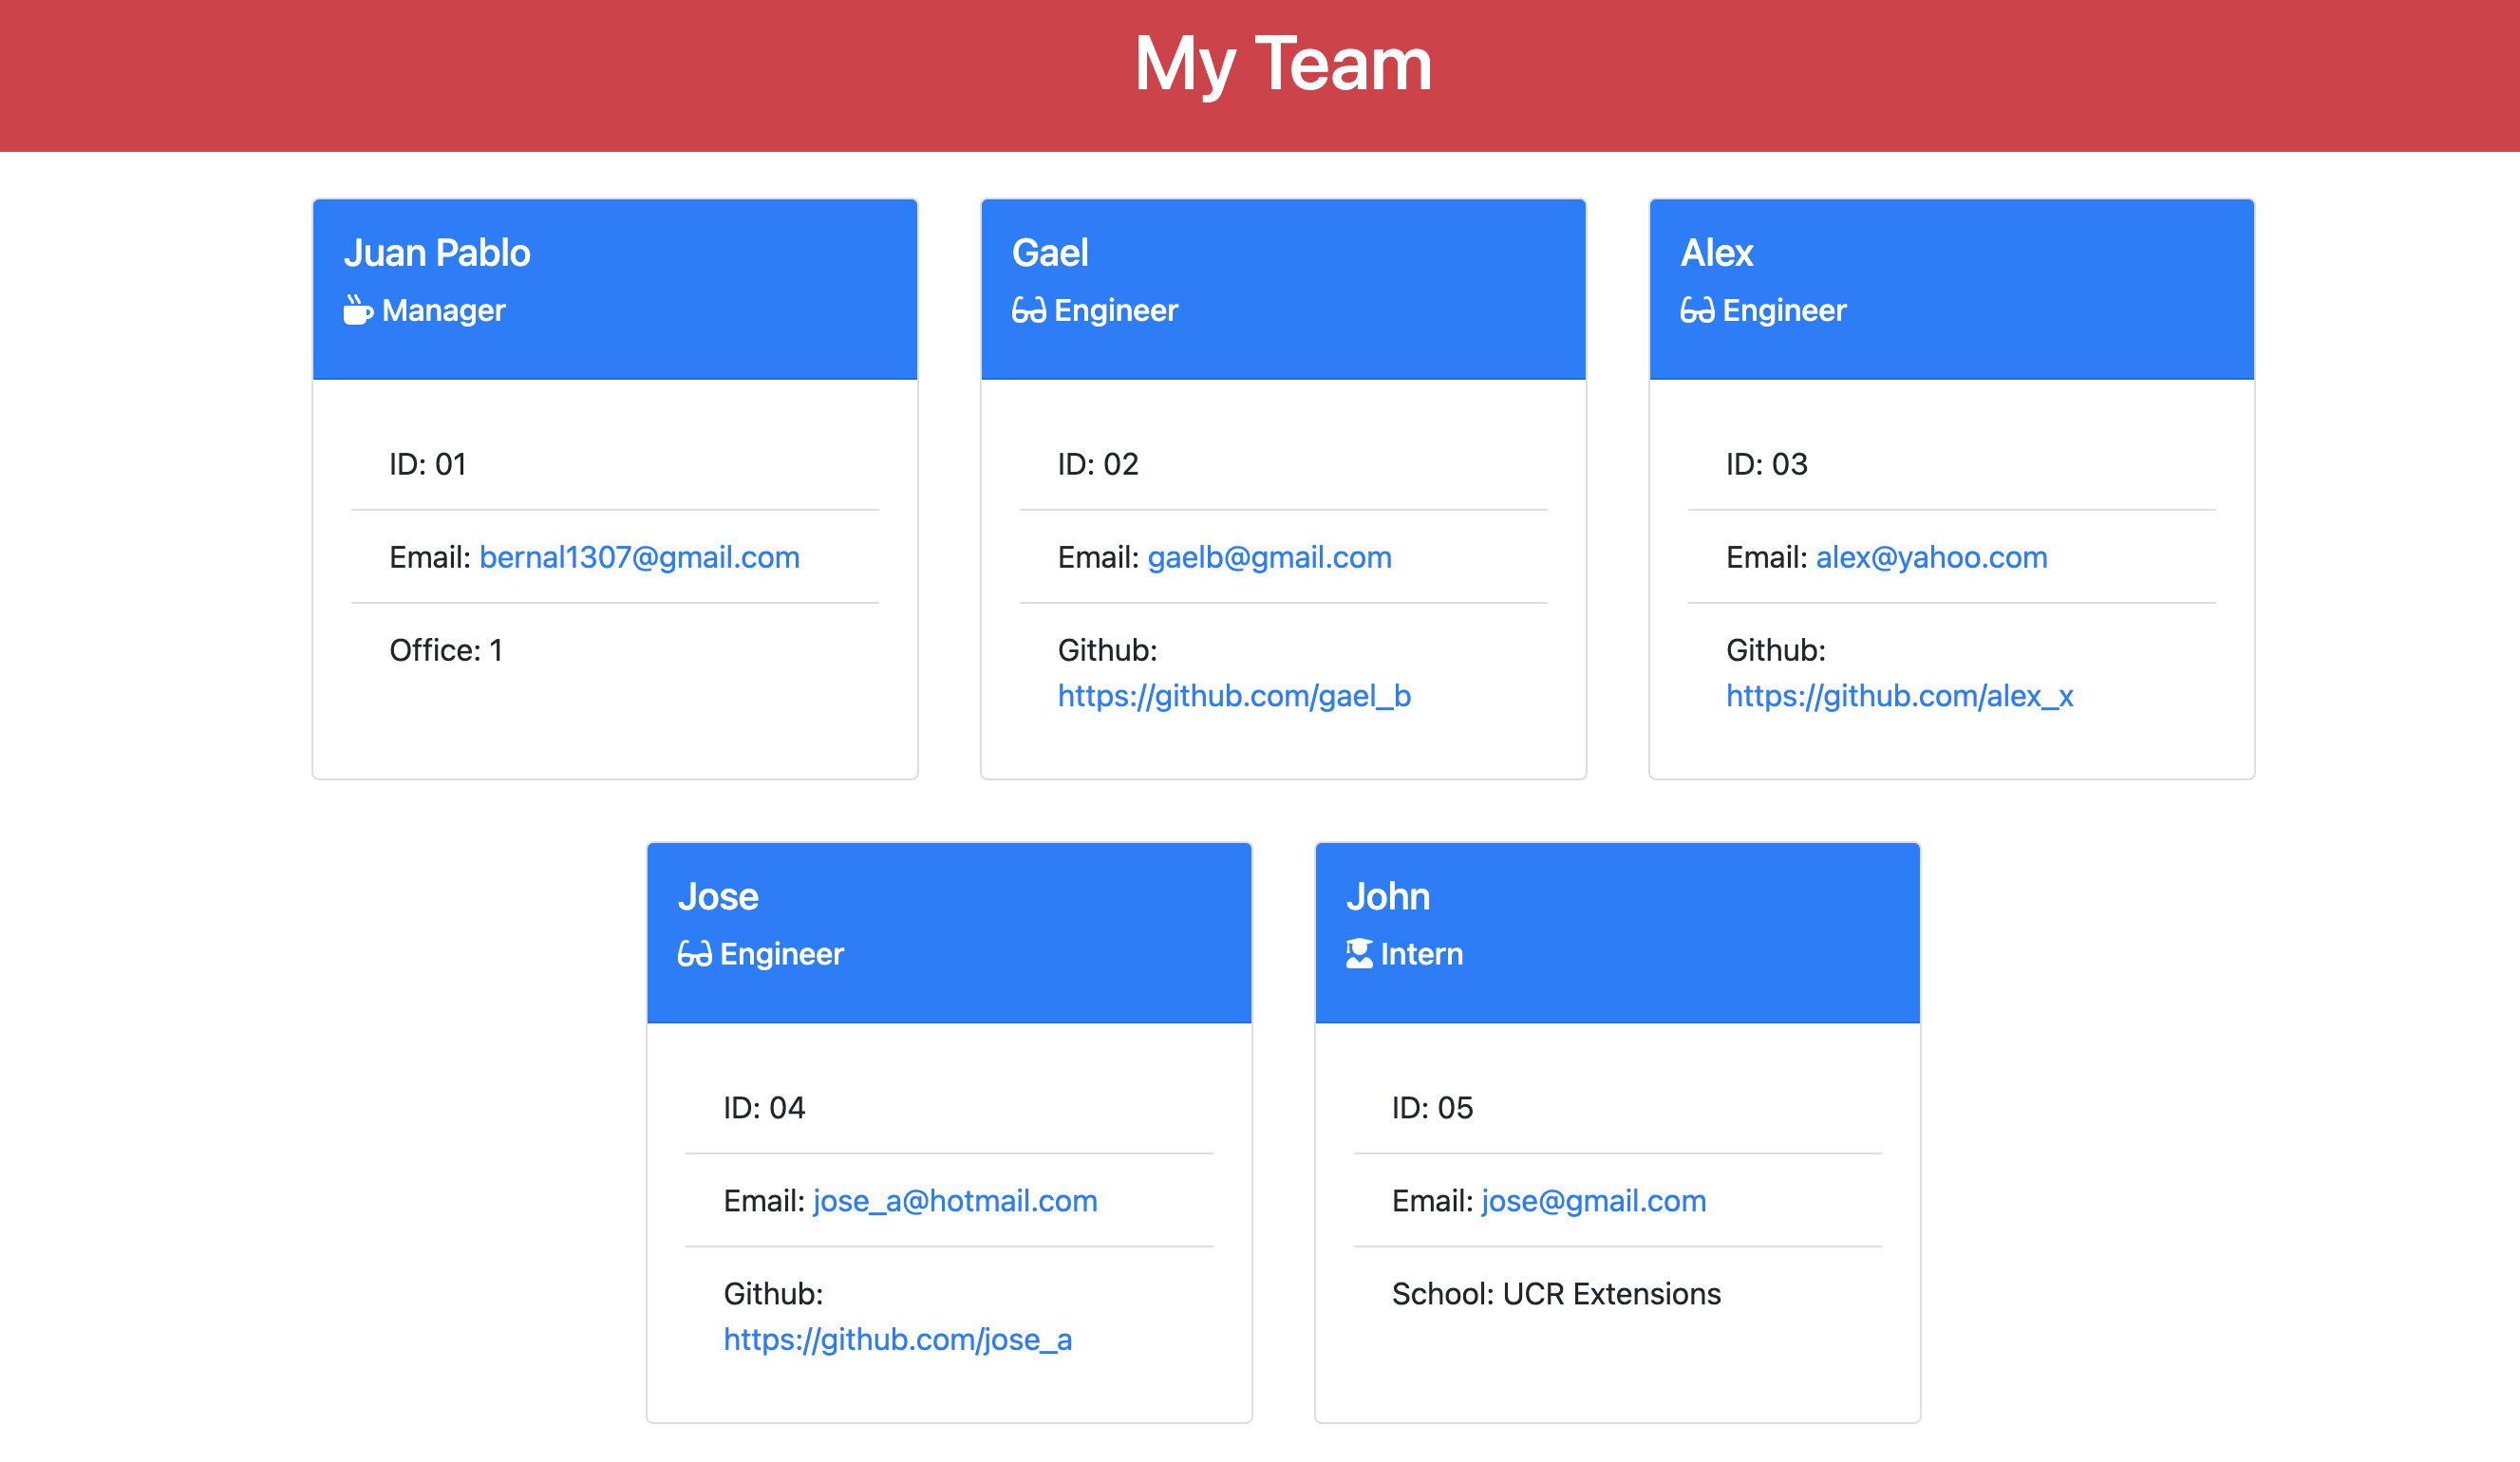 My Team
Juan Pablo
Manager
ID: 01
Email: bernal1307@gmail.com
Office: 1
Gael
Engineer
ID: 02
Email: gaelb@gmail.com
Github:
https://github.com/gael_b
Alex
Engineer
ID: 03
Email: alex@yahoo.com
Github:
https://github.com/alex_x
Jose
Engineer
ID: 04
Email: jose_a@hotmail.com
Github:
https://github.com/jose_a
John
Intern
ID: 05
Email: jose@gmail.com
School: UCR Extensions